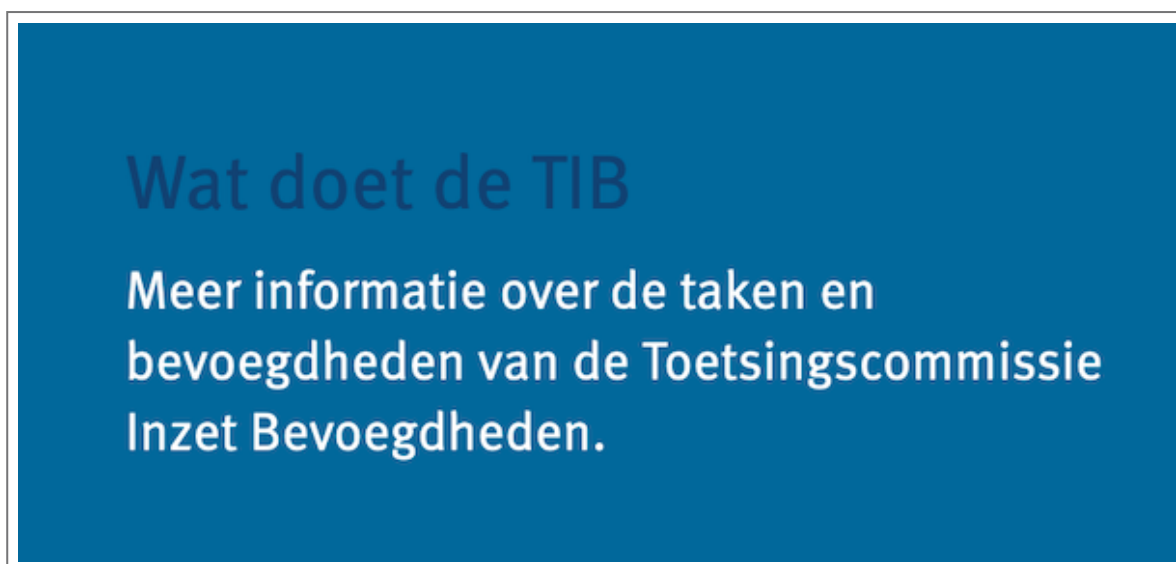 Wat doet de TIB
Meer informatie over de taken en
bevoegdheden van de Toetsingscommissie
Inzet Bevoegdheden.